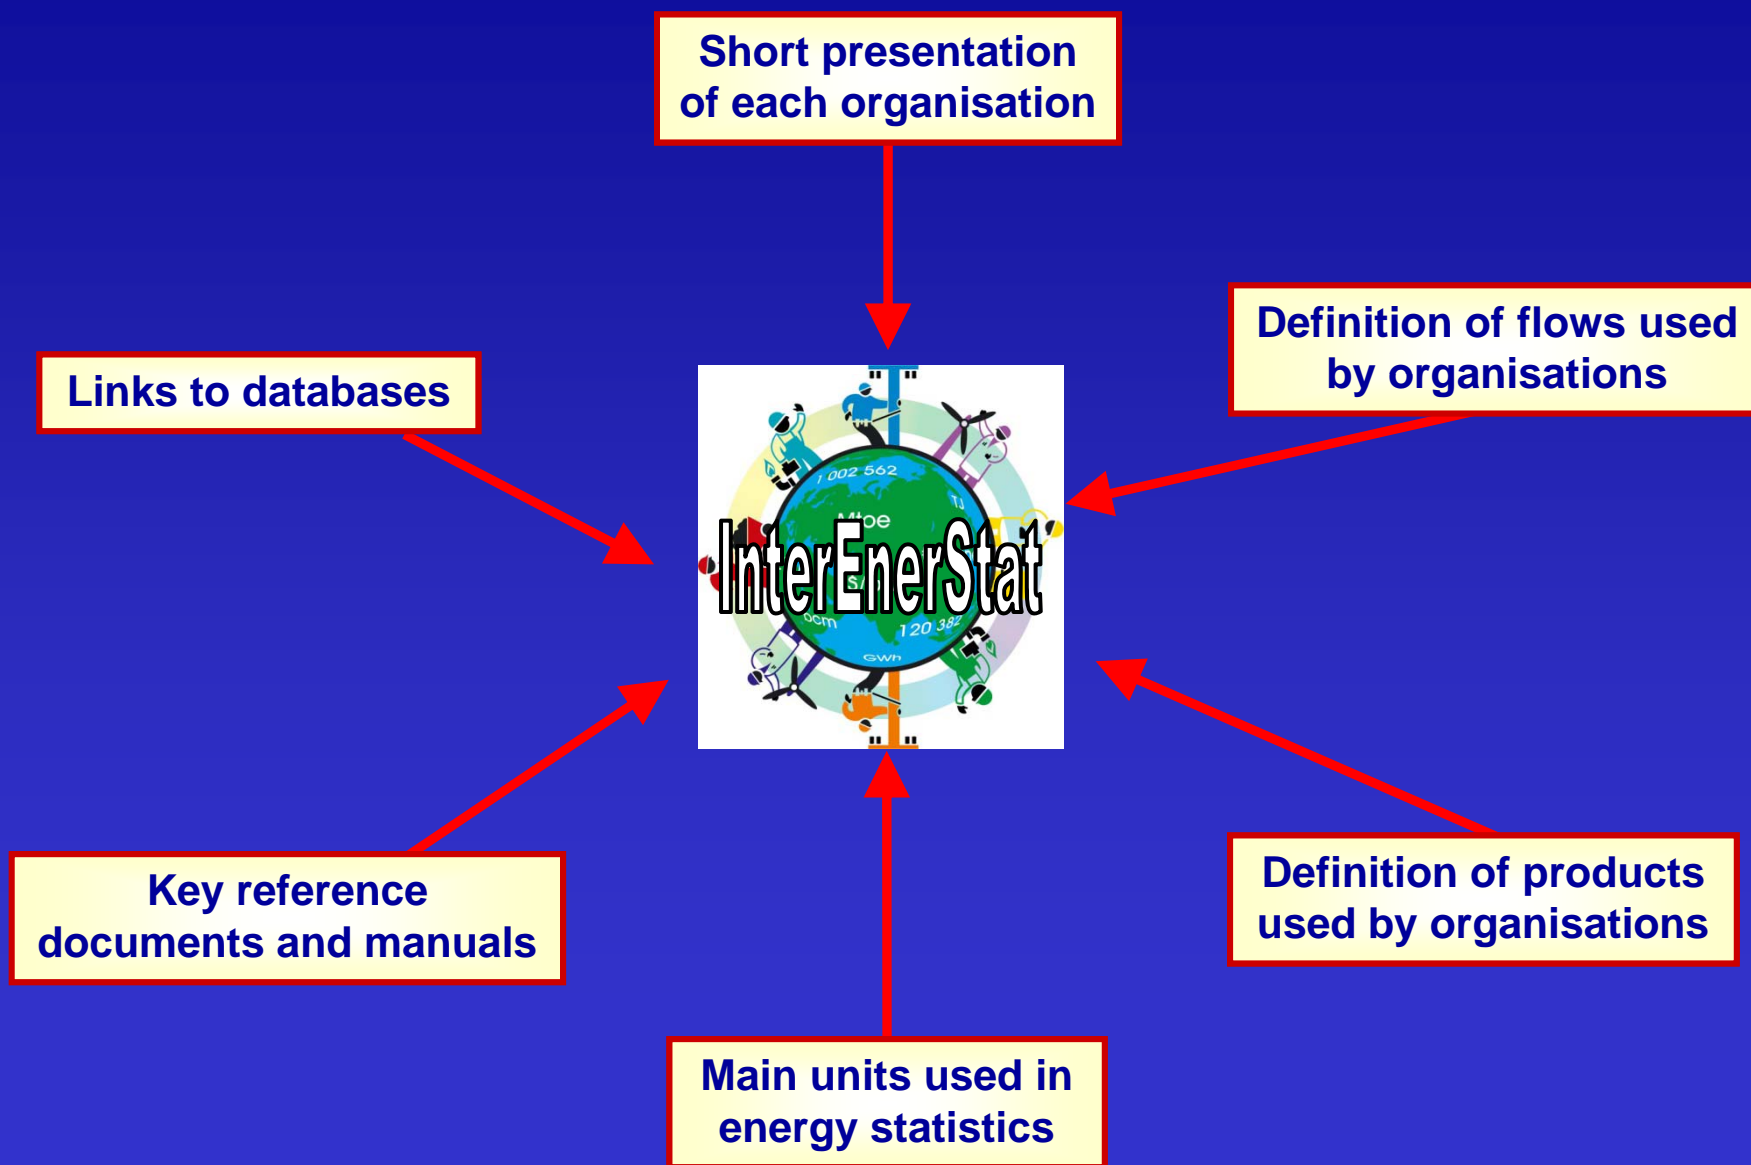 Short presentation
of each organisation
Definition of flows used
by organisations
Links to databases
1 002 562
TJ
Mtoe
InterEnerStat
$/
bcm
120 382
GWh
Key reference
documents and manuals
Definition of products
used by organisations
Main units used in
energy statistics